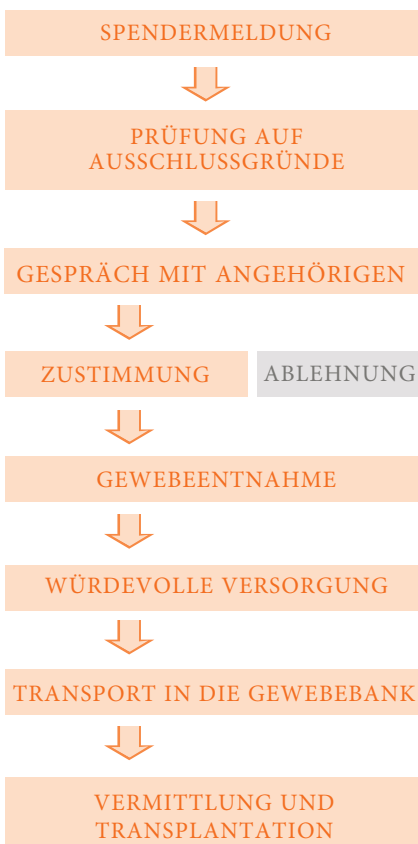 SPENDERMELDUNG
PRÜFUNG AUF
AUSSCHLUSSGRÜNDE
GESPRÄCH MIT ANGEHÖRIGEN
ZUSTIMMUNG
ABLEHNUNG
GEWEBEENTNAHME
WÜRDEVOLLE VERSORGUNG
TRANSPORT IN DIE GEWEBEBANK
VERMITTLUNG UND
TRANSPLANTATION